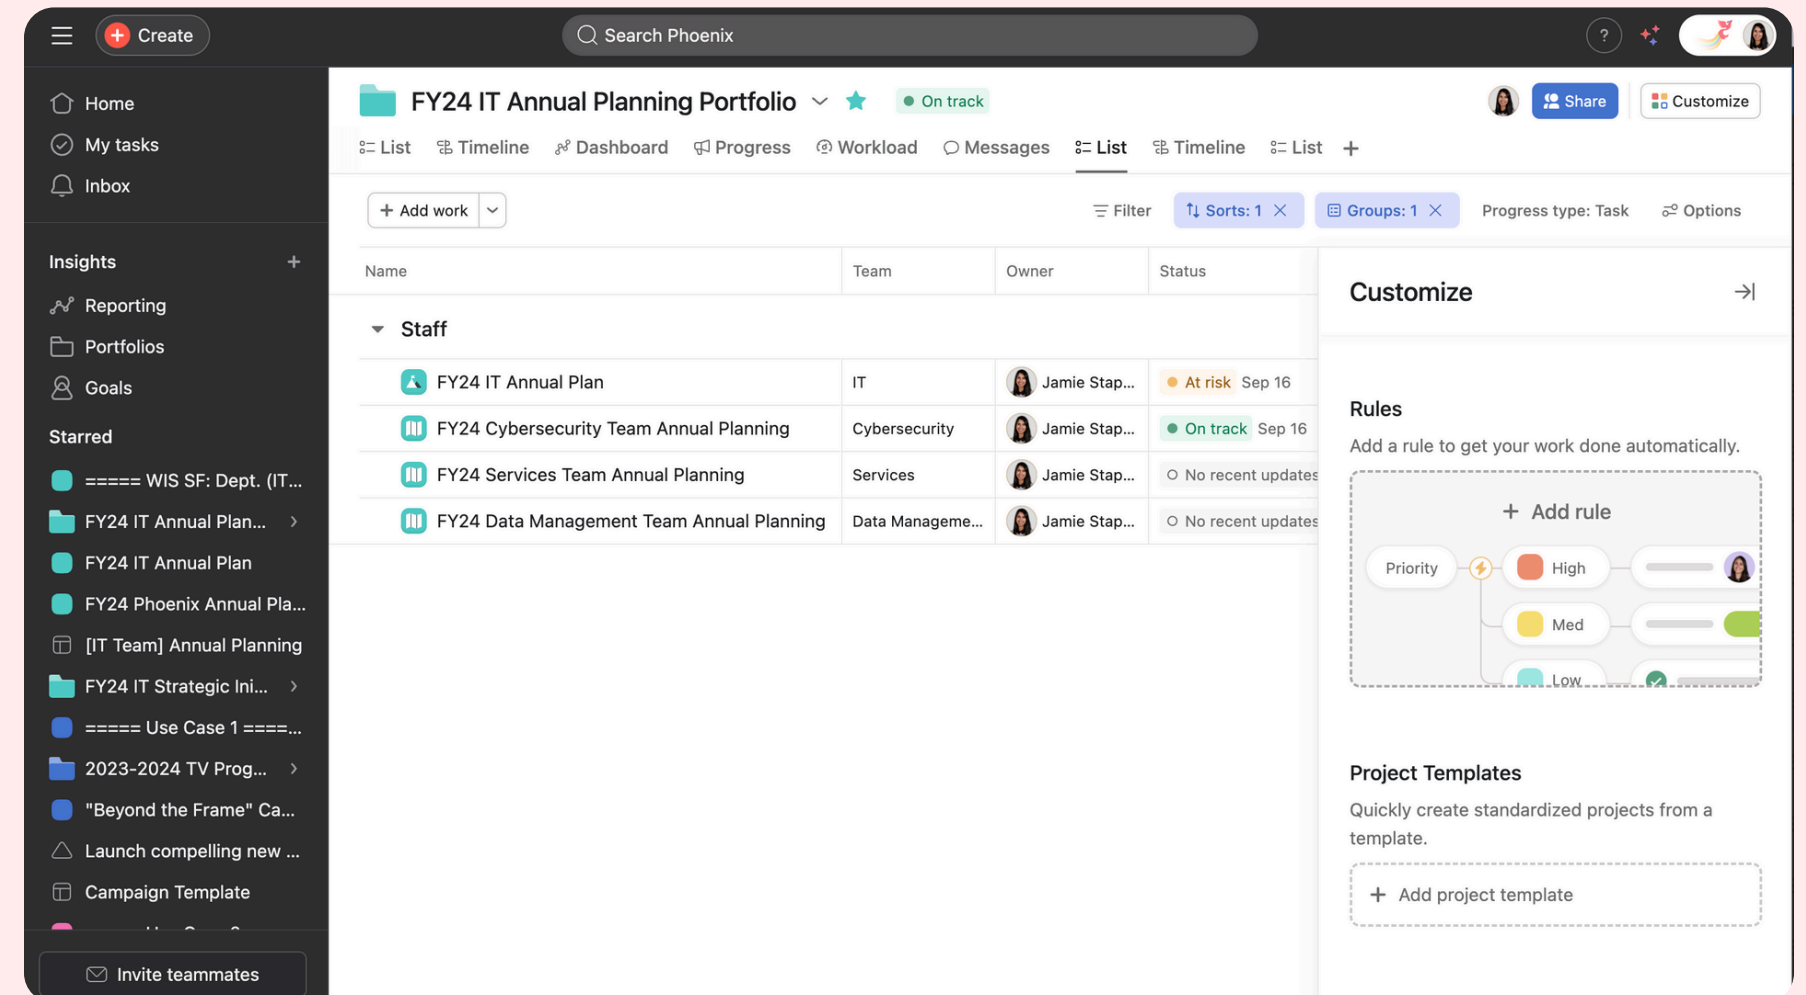 Create
Search Phoenix
?
Home
My tasks
Inbox
Insights
Reporting
Portfolios
Goals
Starred
===== WIS SF: Dept. (IT...
FY24 IT Annual Plan...
FY24 IT Annual Plan
FY24 Phoenix Annual Pla...
[IT Team] Annual Planning
FY24 IT Strategic Ini...
===== Use Case 1 ====...
2023-2024 TV Prog...
"Beyond the Frame" Ca...
Launch compelling new ...
Campaign Template
Invite teammates
FY24 IT Annual Planning Portfolio
On track
Share
Customize
List Timeline Dashboard Progress Workload Messages List Timeline List +
+ Add work
Filter
Sorts: 1
Groups: 1
Progress type: Task
Options
Name Team Owner Status
Staff
FY24 IT Annual Plan IT Jamie Stap... At risk Sep 16
FY24 Cybersecurity Team Annual Planning Cybersecurity Jamie Stap... On track Sep 16
FY24 Services Team Annual Planning Services Jamie Stap... No recent updates
FY24 Data Management Team Annual Planning Data Manageme... Jamie Stap... No recent updates
Customize
Rules
Add a rule to get your work done automatically.
+ Add rule
Priority
High
Med
Low
Project Templates
Quickly create standardized projects from a
template.
+ Add project template